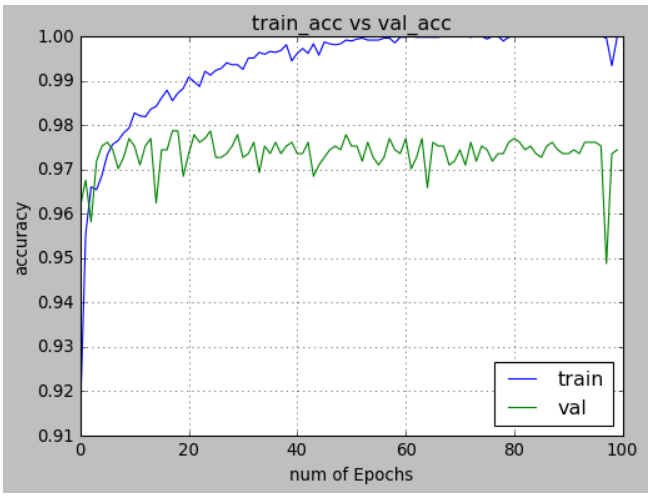 train_acc vs val_acc
1.00
0.99
0.98
0.97
0.96
0.95
0.94
0.93
0.92
0.91
accuracy
0 20 40 60 80 100
num of Epochs
train
val